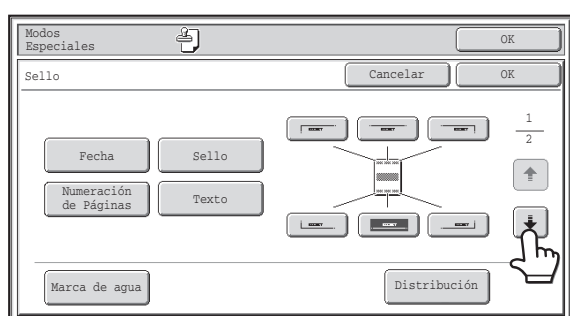 Modos
Especiales
OK
Sello
Cancelar
OK
1
2
Fecha
Sello
Numeración
de Páginas
Texto
Marca de agua
Distribución